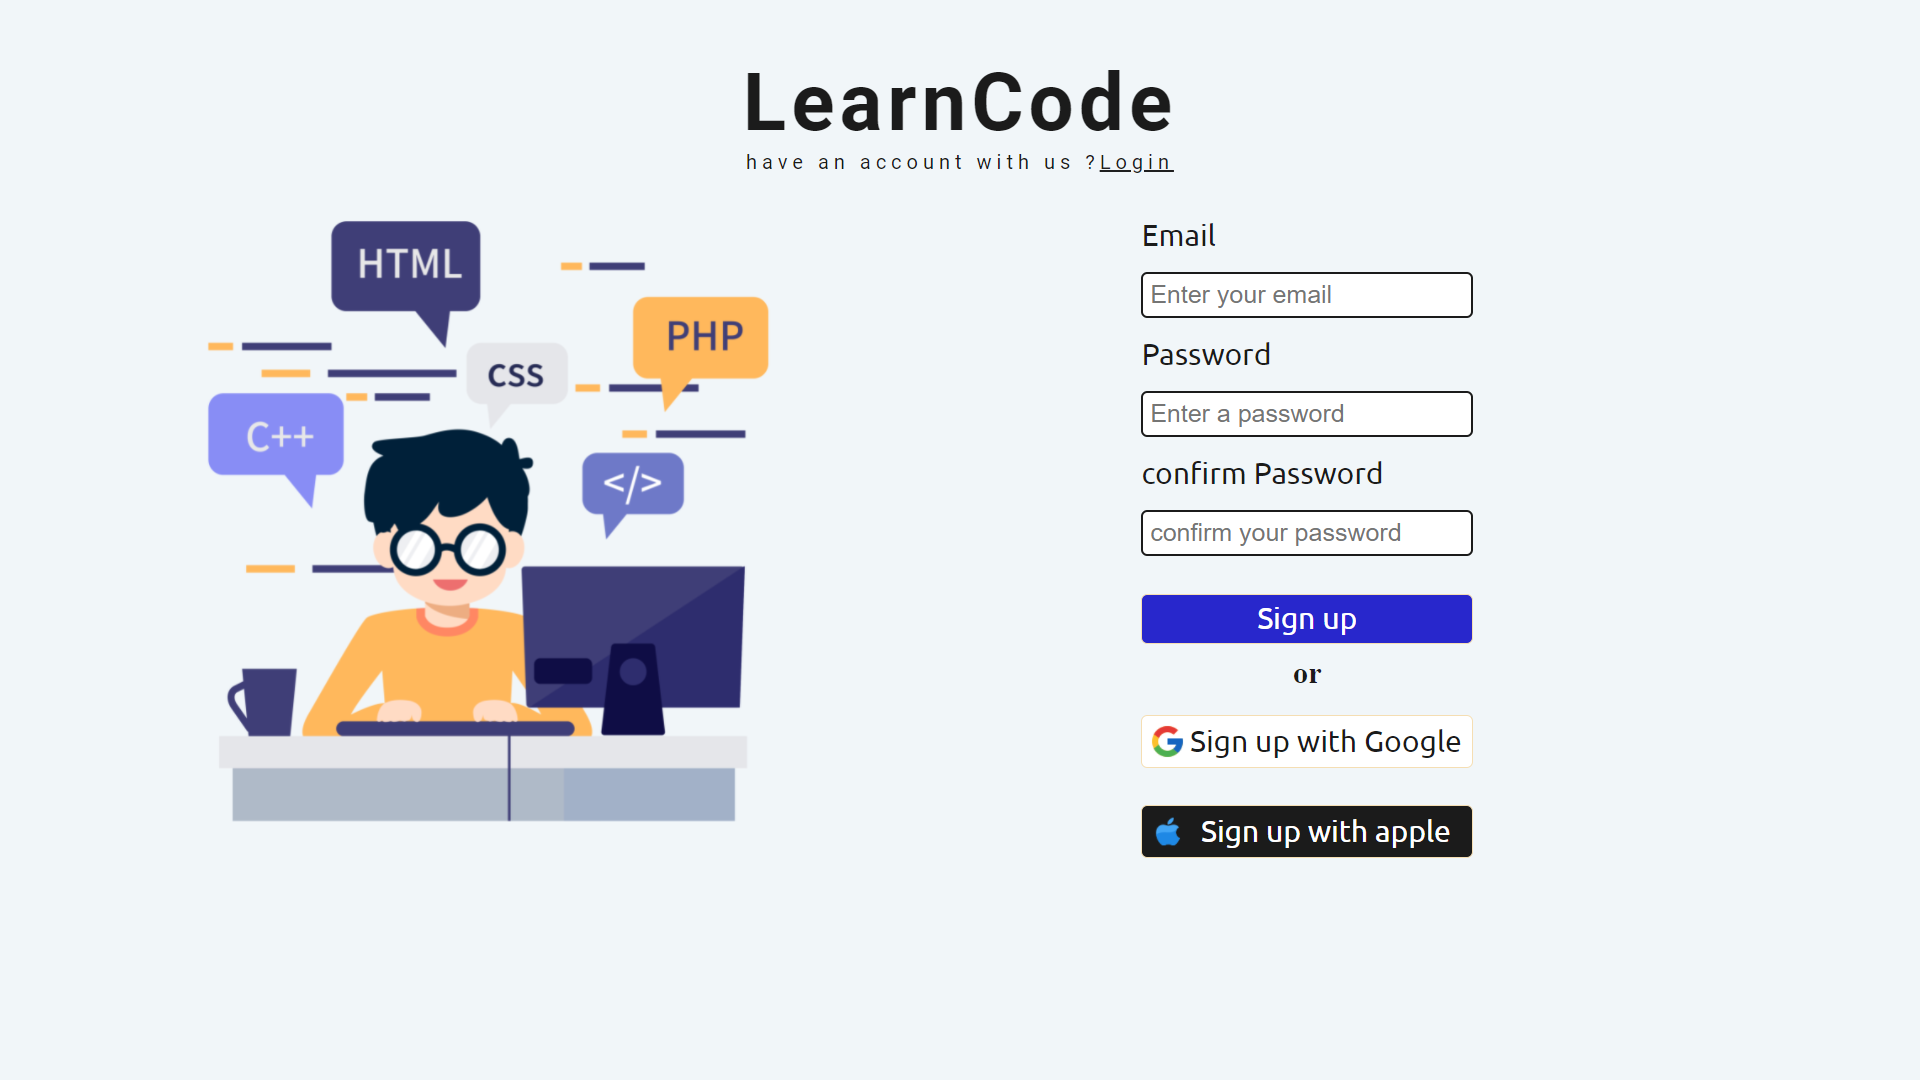 LearnCode
have an account with us ?Login
HTML
PHP
CSS
C++
</>
Email
Enter your email
Password
Enter a password
confirm Password
confirm your password
Sign up
or
Sign up with Google
Sign up with apple